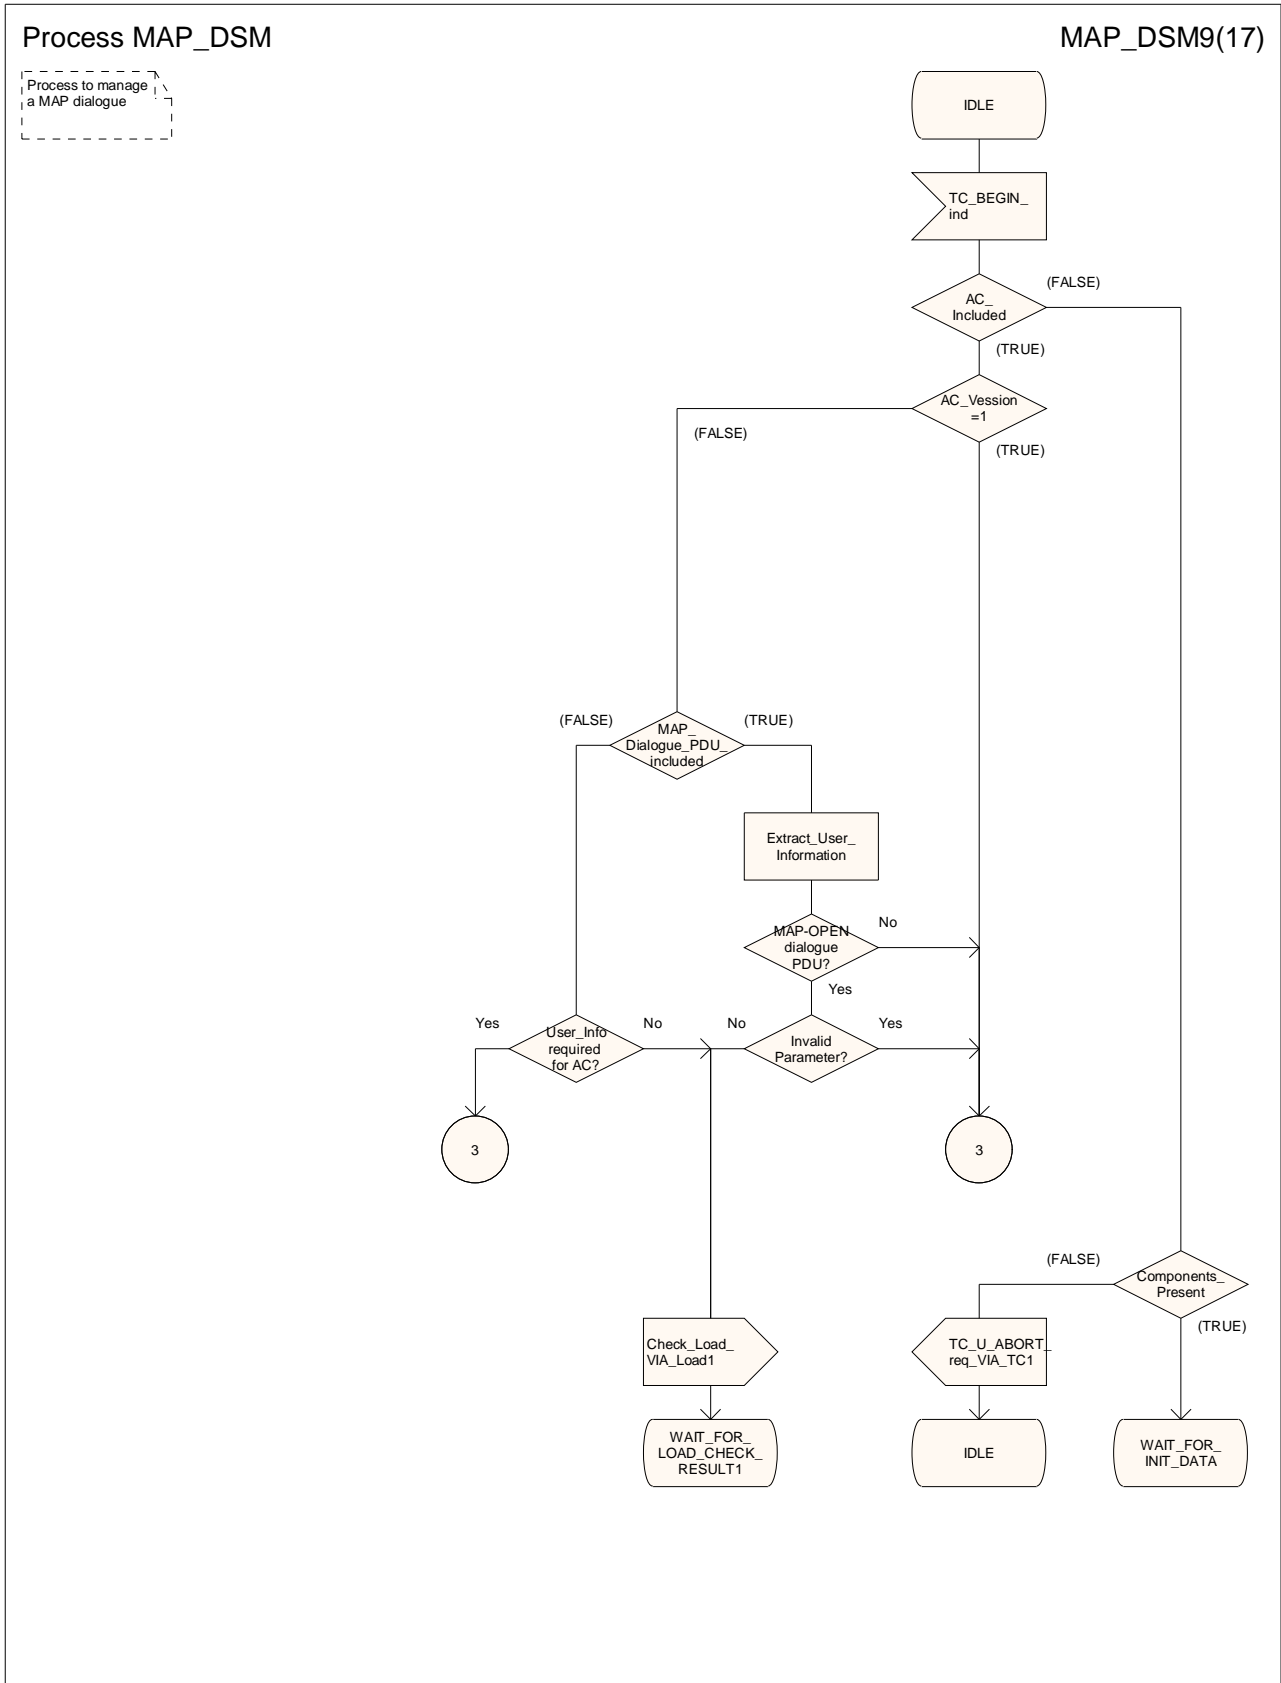 Process MAP_DSM
MAP_DSM9(17)
Process to manage
a MAP dialogue
IDLE
TC_BEGIN_
ind
AC_
Included
(FALSE)
(TRUE)
AC_Vession
=1
(FALSE)
(TRUE)
MAP_
Dialogue_PDU_
included
(FALSE)
(TRUE)
Extract_User_
Information
MAP-OPEN
dialogue
PDU?
No
Yes
User_Info
required
for AC?
Yes
No
Invalid
Parameter?
No
Yes
3
3
Components_
Present
(FALSE)
(TRUE)
Check_Load_
VIA_Load1
TC_U_ABORT_
req_VIA_TC1
WAIT_FOR_
LOAD_CHECK_
RESULT1
IDLE
WAIT_FOR_
INIT_DATA